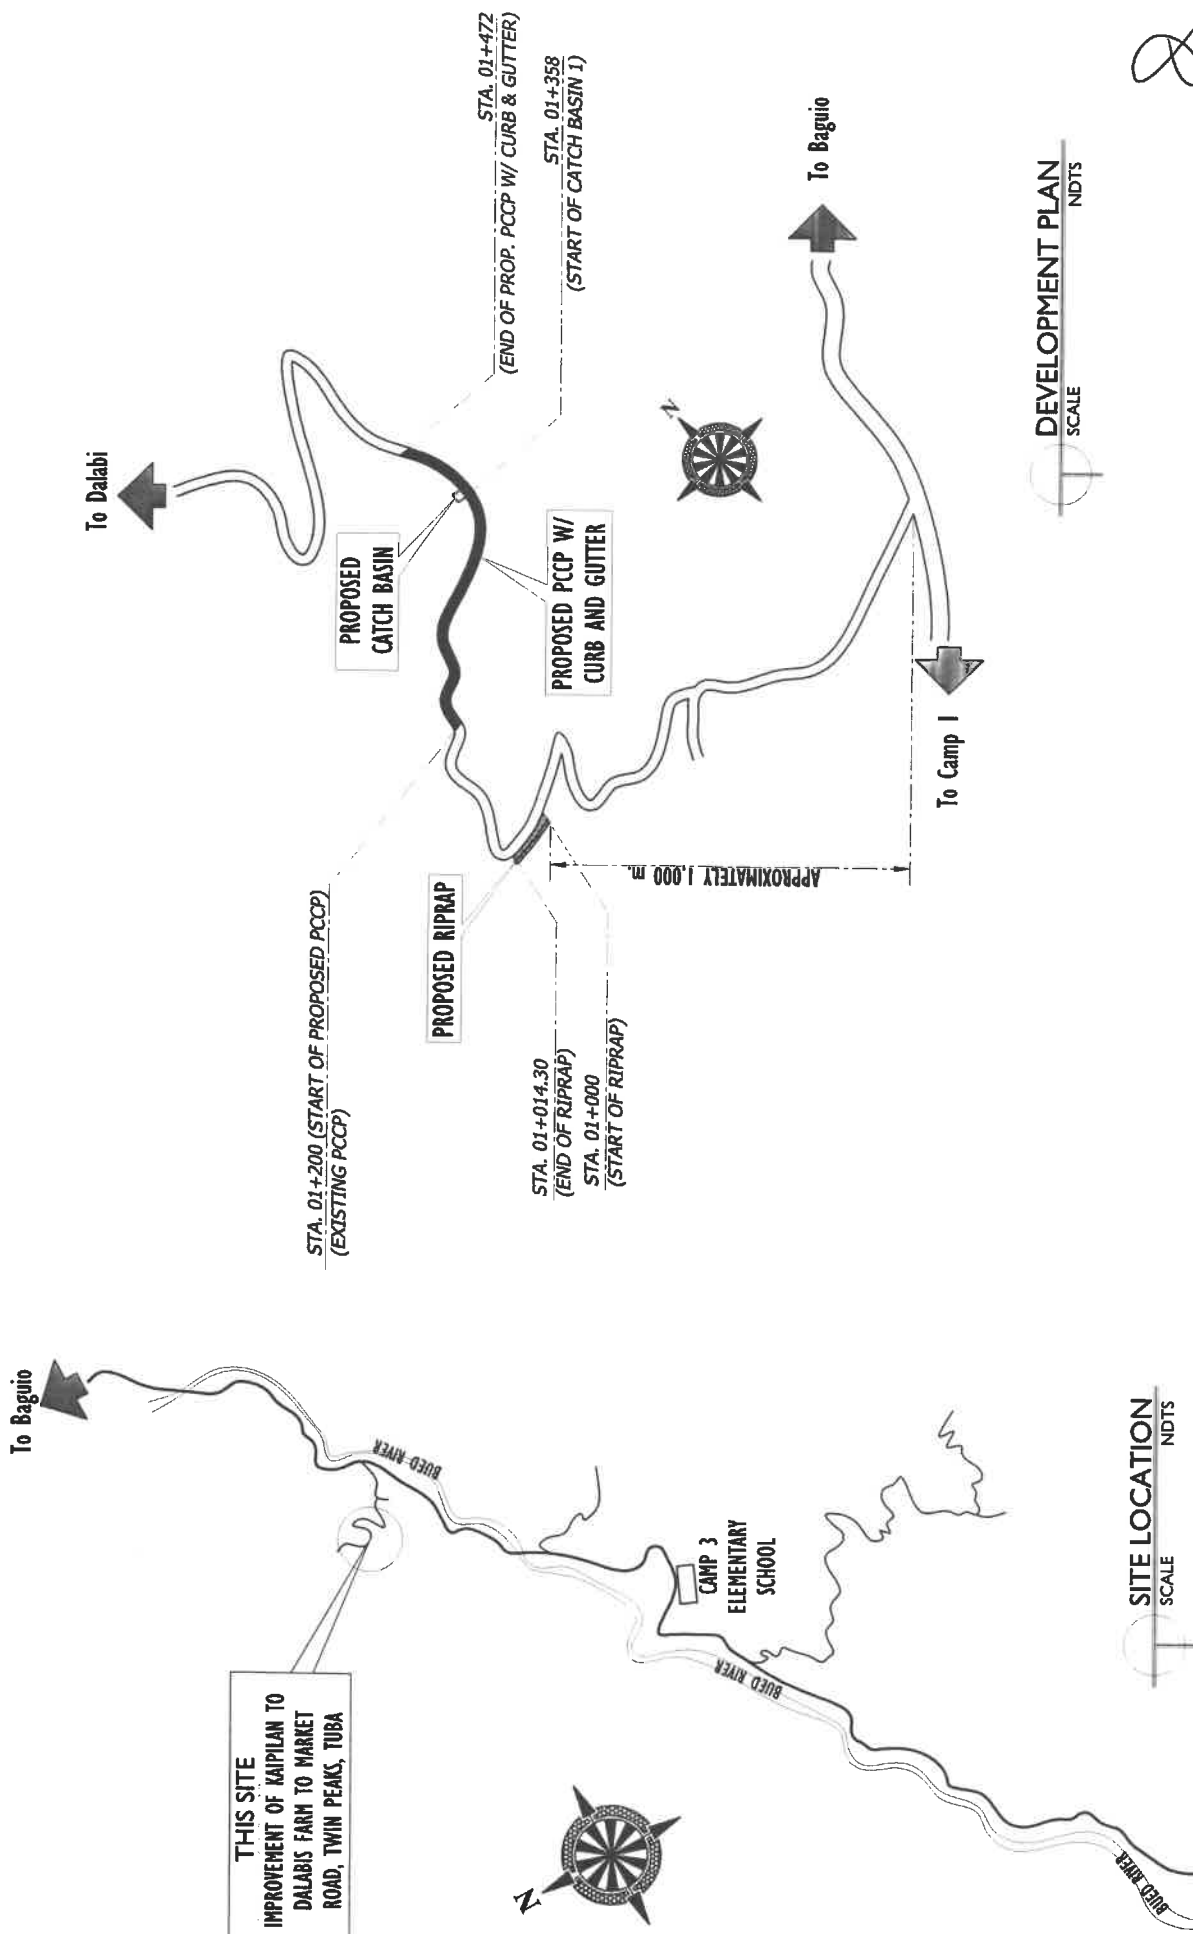 To Baguio
THIS SITE
IMPROVEMENT OF KAIPILAN TO
DALABIS FARM TO MARKET
ROAD, TWIN PEAKS, TUBA
N
BUED RIVER
CAMP 3
ELEMENTARY
SCHOOL
BUED RIVER
BUED RIVER
SITE LOCATION
SCALE
NDTS
To Dalabi
STA. 01+472
(END OF PROP. PCCP W/ CURB & GUTTER)
STA. 01+358
(START OF CATCH BASIN 1)
PROPOSED
CATCH BASIN
PROPOSED PCCP W/
CURB AND GUTTER
STA. 01+200 (START OF PROPOSED PCCP)
(EXISTING PCCP)
PROPOSED RIPRAP
STA. 01+014.30
(END OF RIPRAP)
STA. 01+000
(START OF RIPRAP)
APPROXIMATELY 1,000 m.
N
To Baguio
To Camp 1
DEVELOPMENT PLAN
SCALE
NDTS